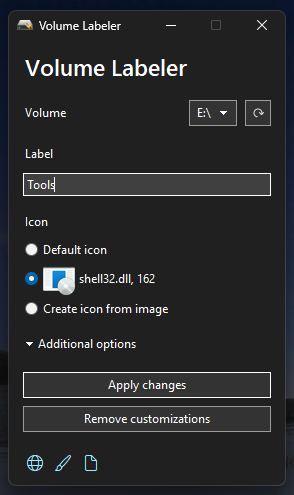 Volume Labeler
Volume Labeler
Volume
E:\
Label
Tools
Icon
Default icon
shell32.dll, 162
Create icon from image
Additional options
Apply changes
Remove customizations